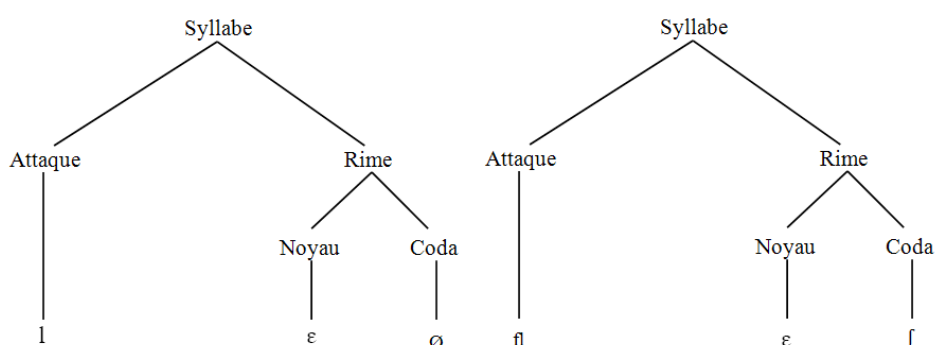 Syllabe Syllabe
Attaque Rime Attaque Rime
Noyau Coda Noyau Coda
l ε Ø fl ε ʃ